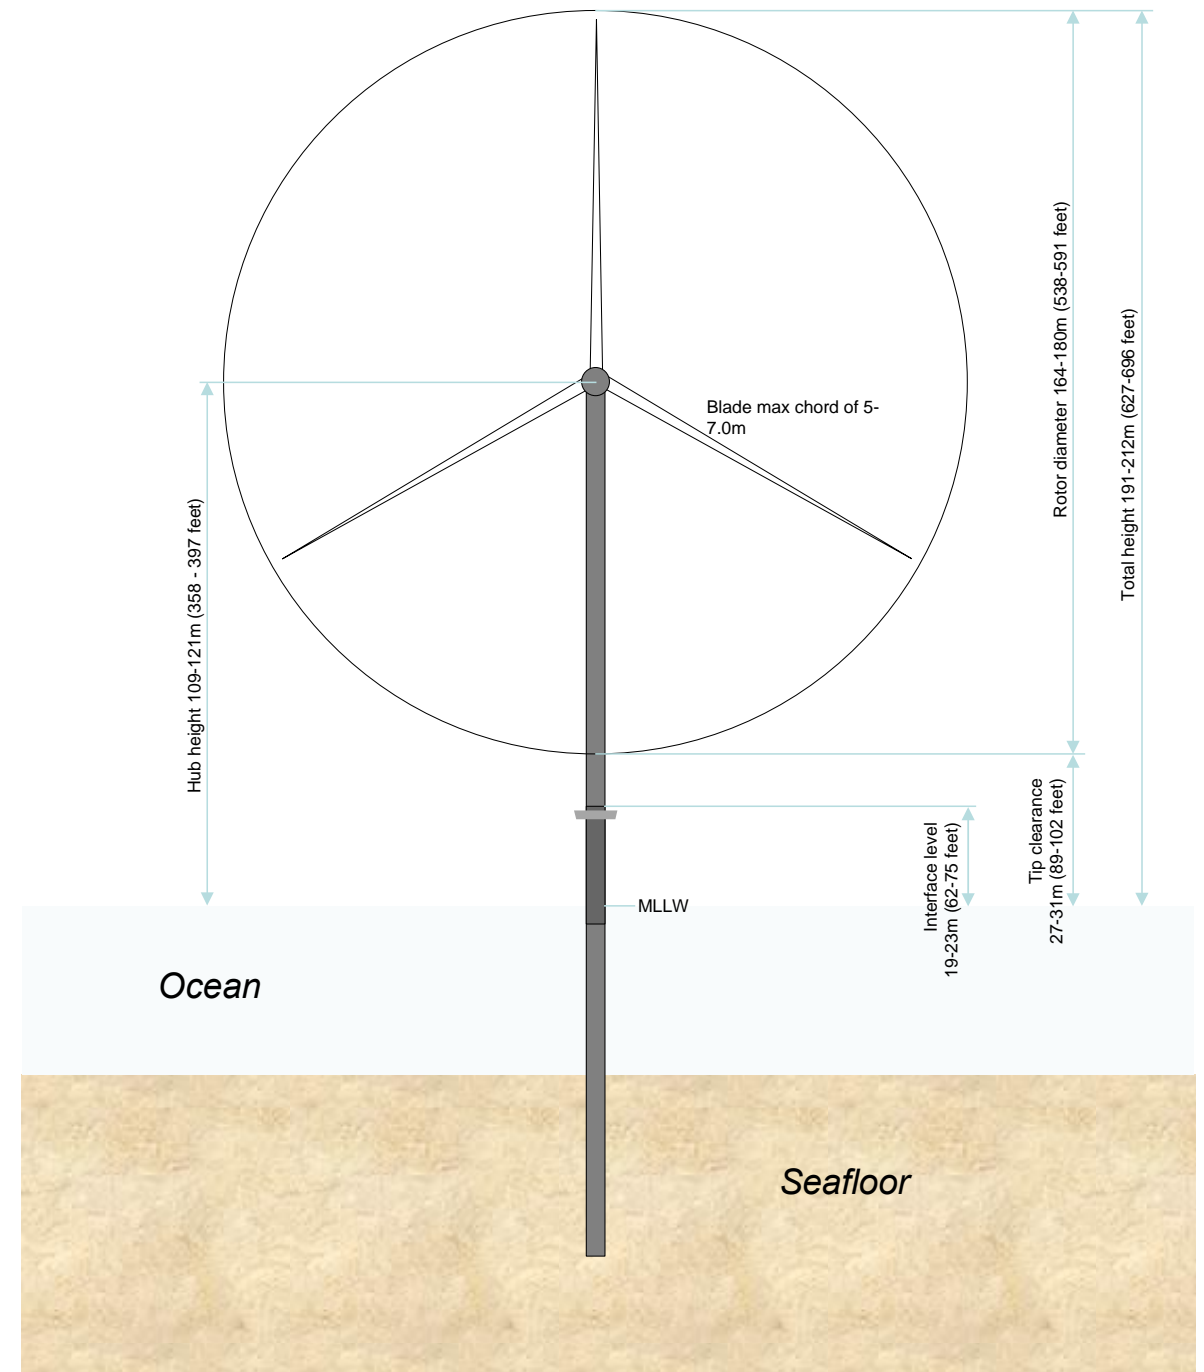 Rotor diameter 164-180m (538-591 feet)
Total height 191-212m (627-696 feet)
Blade max chord of 5-
7.0m
Hub height 109-121m (358 - 397 feet)
Interface level
19-23m (62-75 feet)
Tip clearance
27-31m (89-102 feet)
MLLW
Ocean
Seafloor